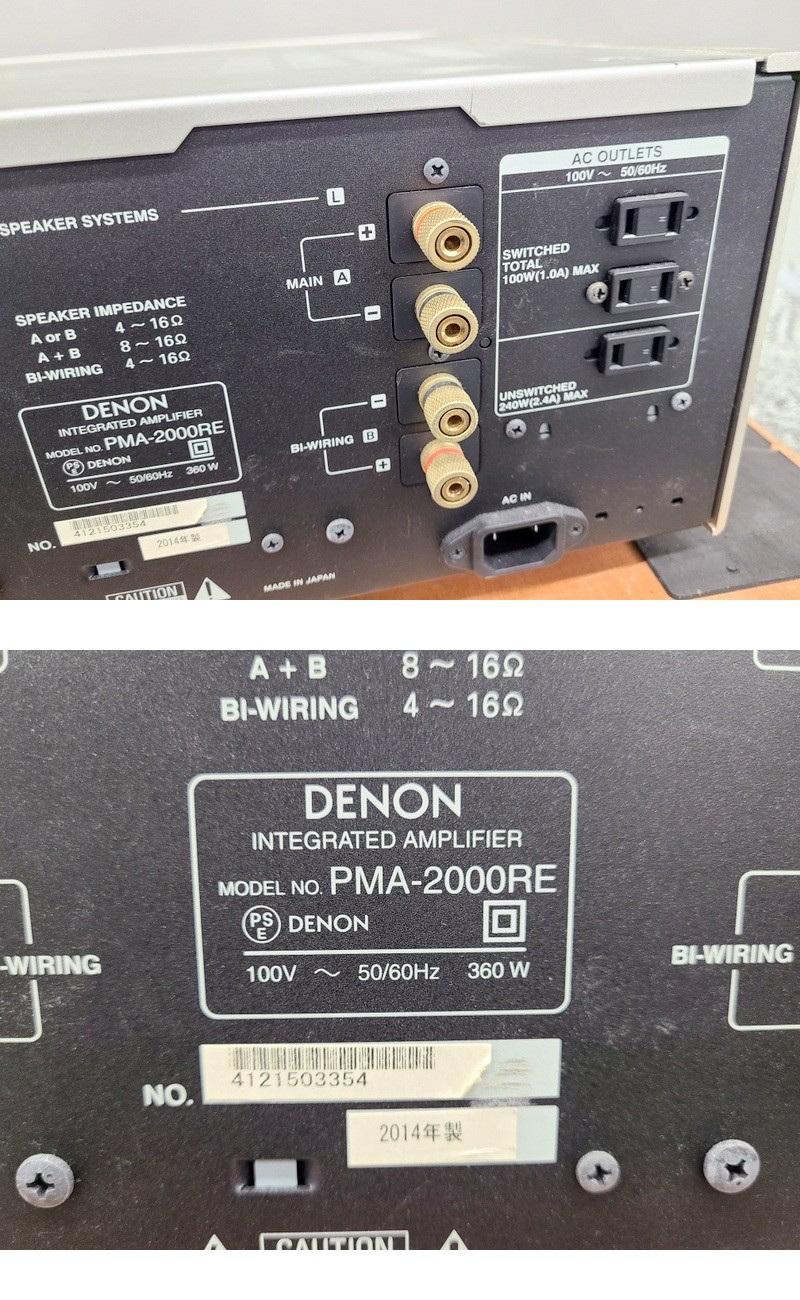 AC OUTLETS
100V ～ 50/60Hz
SPEAKER SYSTEMS
L
+
MAIN A
−
SWITCHED
TOTAL
100W(1.0A) MAX
UNSWITCHED
240W(2.4A) MAX
SPEAKER IMPEDANCE
A or B 4 ～ 16Ω
A + B 8 ～ 16Ω
BI-WIRING 4 ～ 16Ω
−
BI-WIRING B
+
DENON
INTEGRATED AMPLIFIER
MODEL NO. PMA-2000RE
PSE DENON
100V ～ 50/60Hz 360 W
NO. 4121503354
2014年製
AC IN
CAUTION
MADE IN JAPAN
A + B 8 ～ 16Ω
BI-WIRING 4 ～ 16Ω
DENON
INTEGRATED AMPLIFIER
MODEL NO. PMA-2000RE
PSE DENON
100V ～ 50/60Hz 360 W
-WIRING
BI-WIRING
NO. 4121503354
2014年製
CAUTION